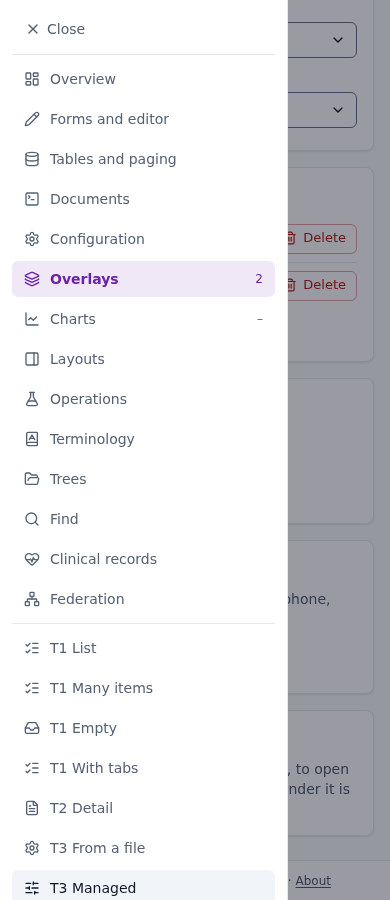 Close
Overview
Forms and editor
Tables and paging
Documents
Configuration
Delete
Overlays 2
Delete
Charts –
Layouts
Operations
Terminology
Trees
Find
Clinical records
Federation
phone,
T1 List
T1 Many items
T1 Empty
T1 With tabs
, to open
nder it is
T2 Detail
T3 From a file
T3 Managed
· About